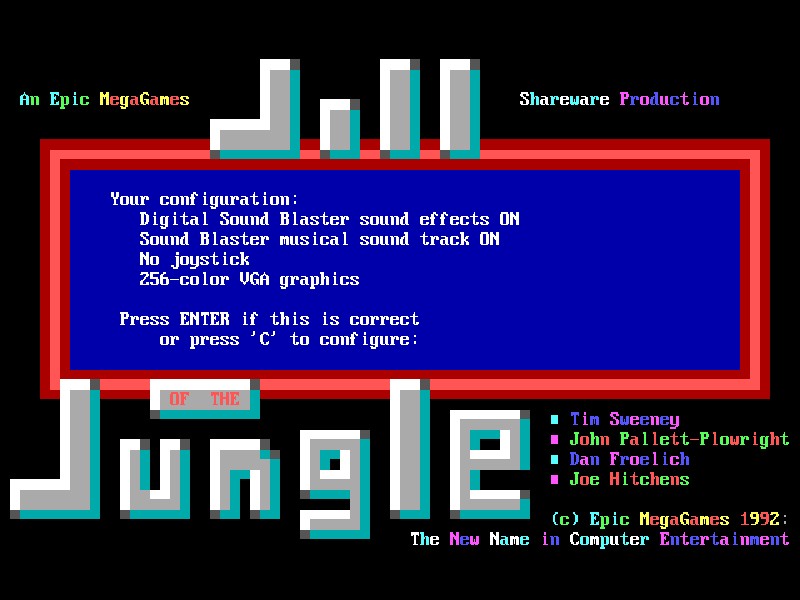 An Epic MegaGames
Jill
Shareware Production
Your configuration:
Digital Sound Blaster sound effects ON
Sound Blaster musical sound track ON
No joystick
256-color VGA graphics
Press ENTER if this is correct
or press 'C' to configure:
OF THE
Jungle
Tim Sweeney
John Pallett-Plowright
Dan Froelich
Joe Hitchens
(c) Epic MegaGames 1992:
The New Name in Computer Entertainment